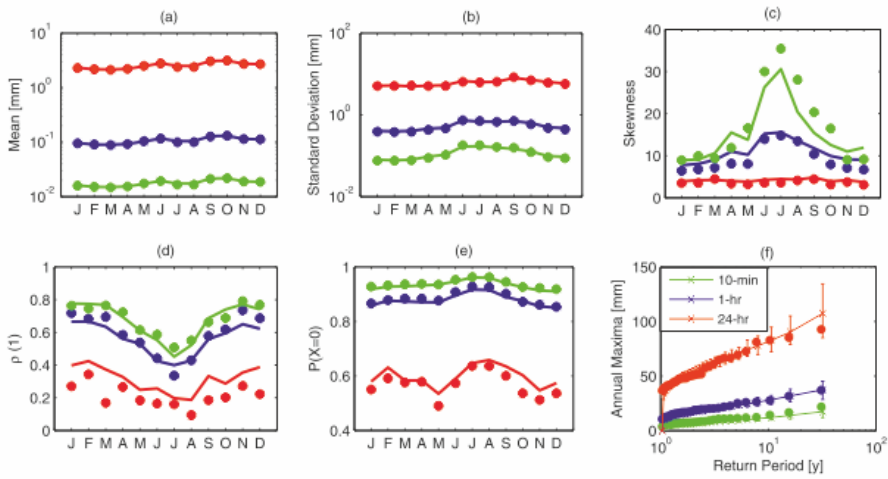 (a)
Mean [mm]
10^1
10^0
10^-1
10^-2
J F M A M J J A S O N D
(b)
Standard Deviation [mm]
10^2
10^0
10^-2
J F M A M J J A S O N D
(c)
Skewness
40
30
20
10
0
J F M A M J J A S O N D
(d)
ρ (1)
1
0.8
0.6
0.4
0.2
0
J F M A M J J A S O N D
(e)
P(X=0)
1
0.8
0.6
0.4
J F M A M J J A S O N D
(f)
Annual Maxima [mm]
150
100
50
0
10^0 10^1 10^2
Return Period [y]
10-min
1-hr
24-hr